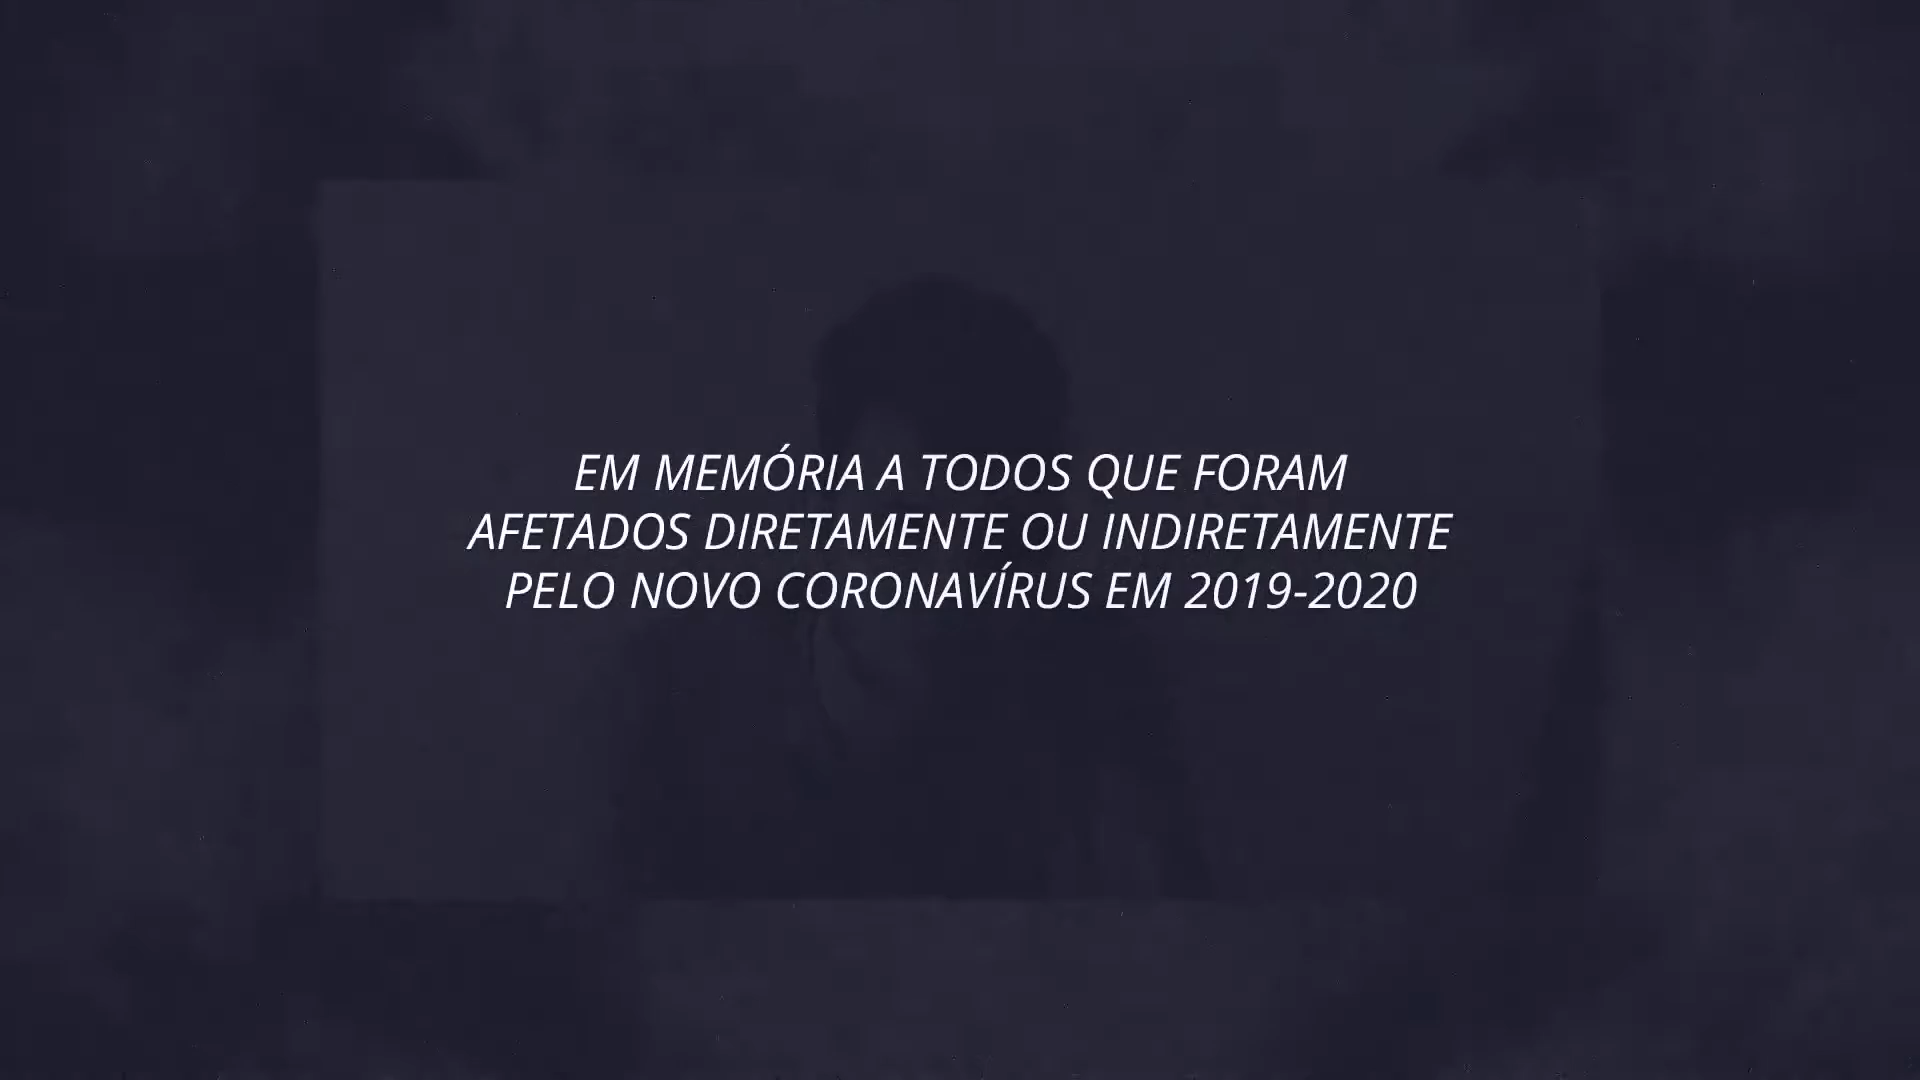 EM MEMÓRIA A TODOS QUE FORAM
AFETADOS DIRETAMENTE OU INDIRETAMENTE
PELO NOVO CORONAVÍRUS EM 2019-2020